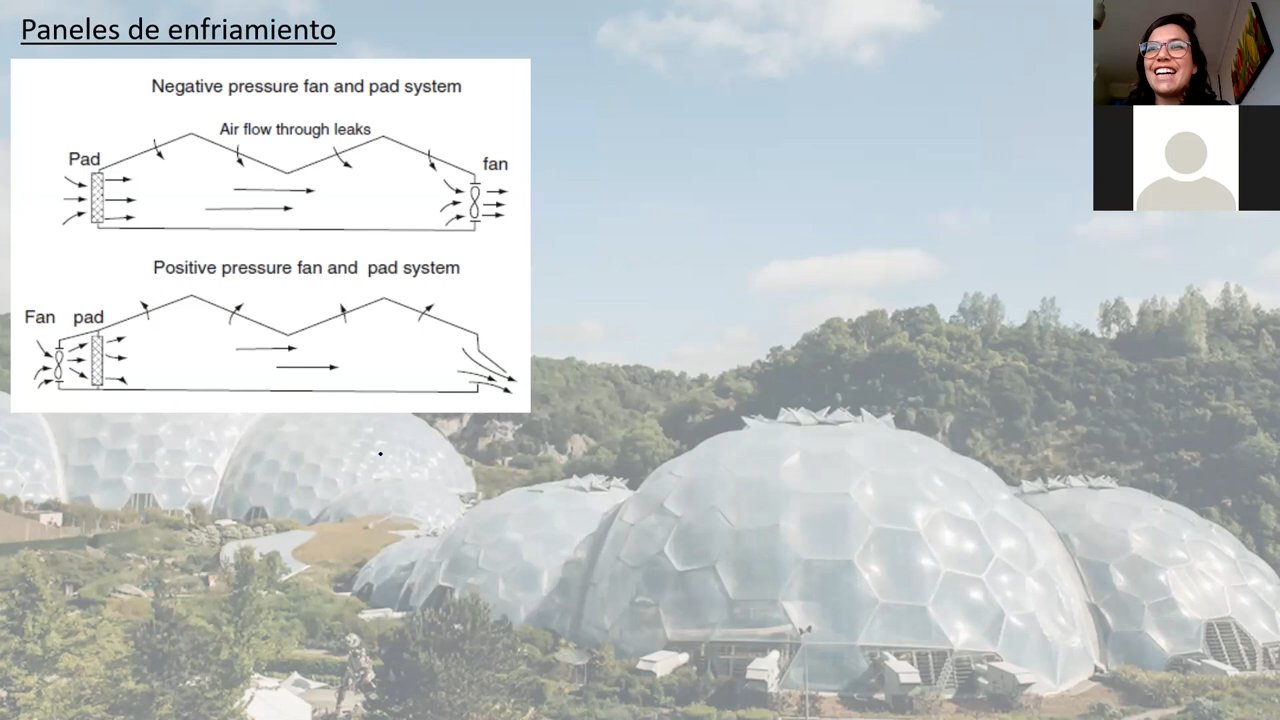 Paneles de enfriamiento
Negative pressure fan and pad system
Air flow through leaks
Pad
fan
Positive pressure fan and pad system
Fan pad